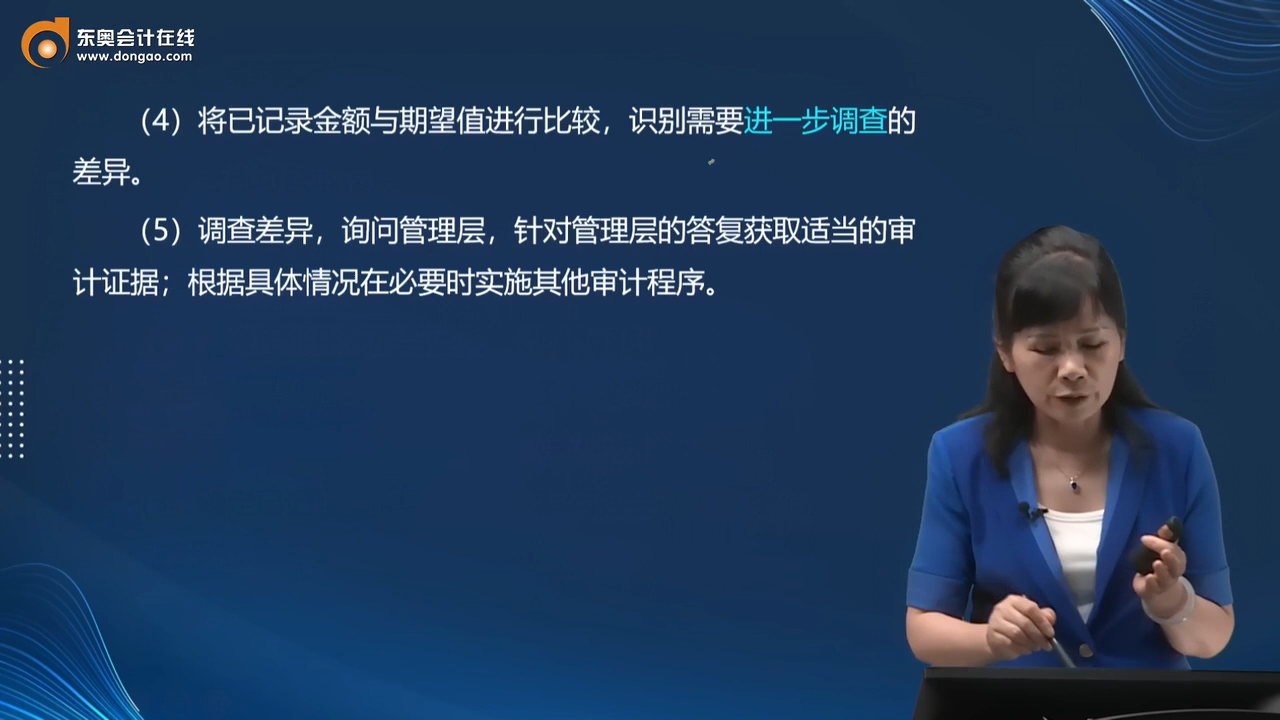 东奥会计在线
www.dongao.com
（4）将已记录金额与期望值进行比较，识别需要进一步调查的
差异。
（5）调查差异，询问管理层，针对管理层的答复获取适当的审
计证据；根据具体情况在必要时实施其他审计程序。